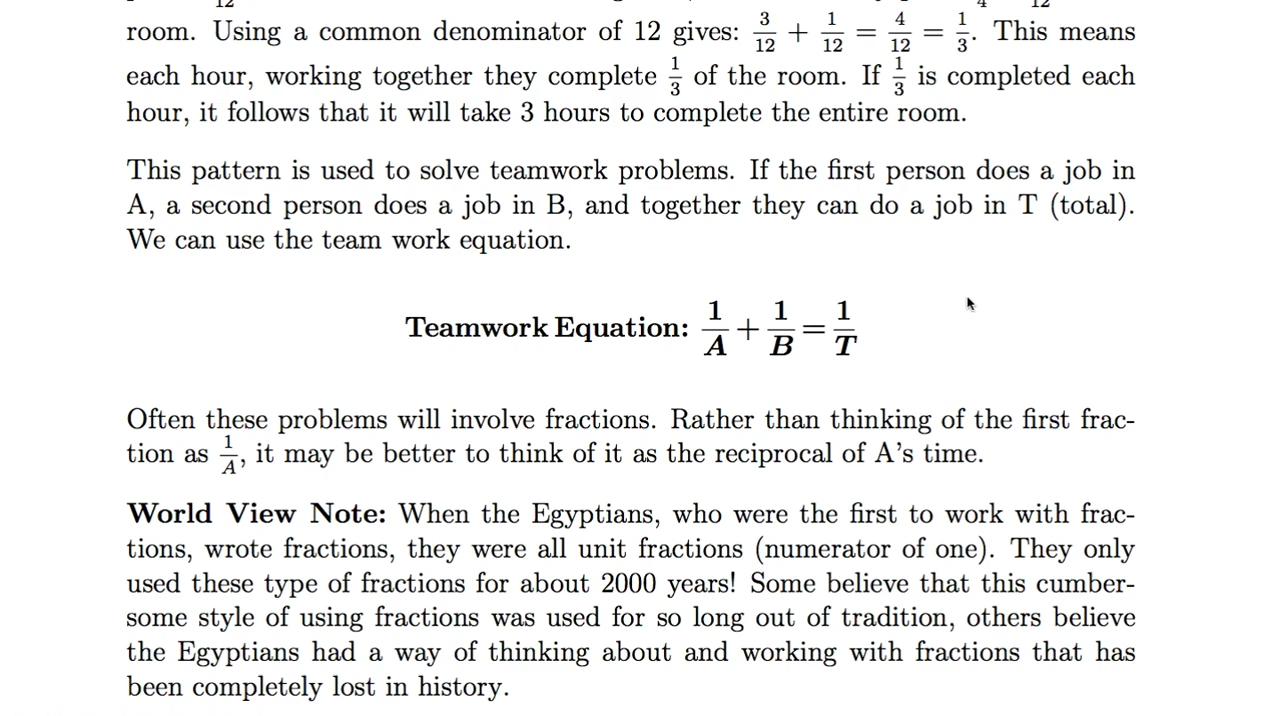 12 4 12
room. Using a common denominator of 12 gives: 3/12 + 1/12 = 4/12 = 1/3. This means
each hour, working together they complete 1/3 of the room. If 1/3 is completed each
hour, it follows that it will take 3 hours to complete the entire room.
This pattern is used to solve teamwork problems. If the first person does a job in
A, a second person does a job in B, and together they can do a job in T (total).
We can use the team work equation.
Teamwork Equation: 1/A + 1/B = 1/T
Often these problems will involve fractions. Rather than thinking of the first frac-
tion as 1/A, it may be better to think of it as the reciprocal of A's time.
World View Note: When the Egyptians, who were the first to work with frac-
tions, wrote fractions, they were all unit fractions (numerator of one). They only
used these type of fractions for about 2000 years! Some believe that this cumber-
some style of using fractions was used for so long out of tradition, others believe
the Egyptians had a way of thinking about and working with fractions that has
been completely lost in history.